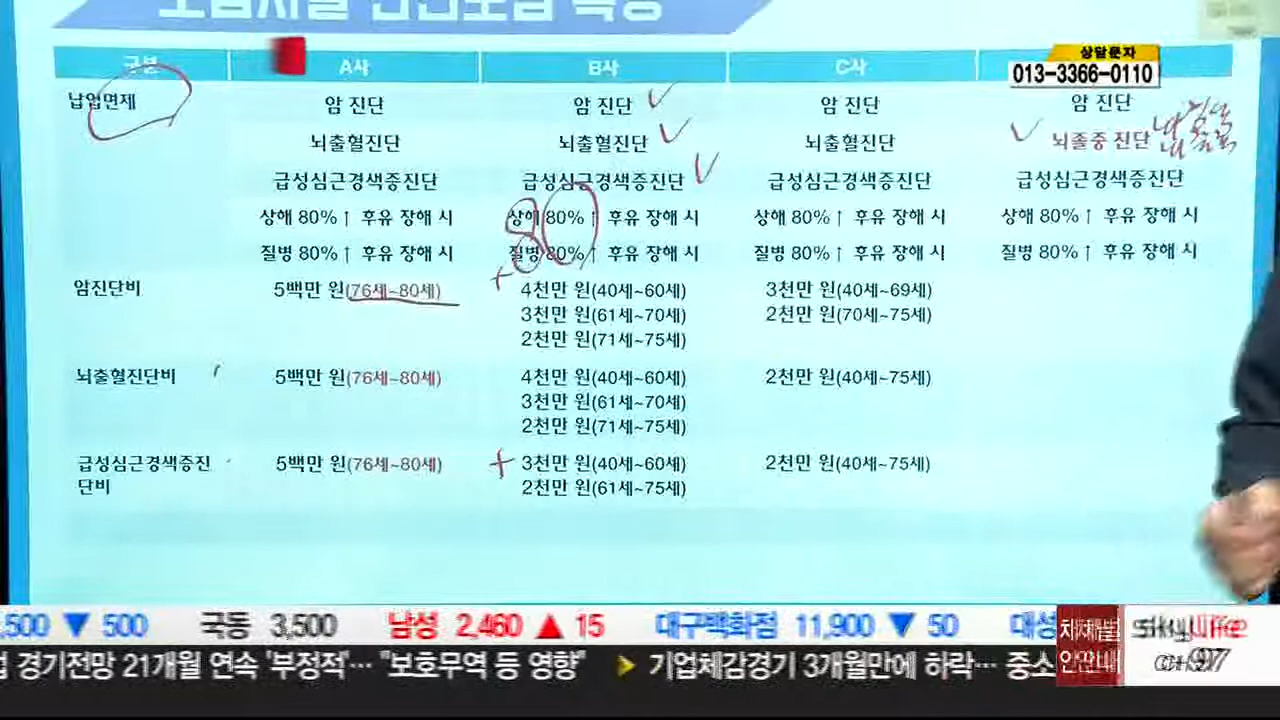 구분 A사 B사 C사
상담문자
013-3366-0110
납입면제 암 진단 암 진단 암 진단 암 진단
뇌출혈진단 뇌출혈진단 뇌출혈진단 뇌졸중 진단
급성심근경색증진단 급성심근경색증진단 급성심근경색증진단 급성심근경색증진단
상해 80%↑ 후유 장해 시 상해 80%↑ 후유 장해 시 상해 80%↑ 후유 장해 시 상해 80%↑ 후유 장해 시
질병 80%↑ 후유 장해 시 질병 80%↑ 후유 장해 시 질병 80%↑ 후유 장해 시 질병 80%↑ 후유 장해 시
80
암진단비 5백만 원(76세~80세) 4천만 원(40세~60세) 3천만 원(40세~69세)
3천만 원(61세~70세) 2천만 원(70세~75세)
2천만 원(71세~75세)
뇌출혈진단비 5백만 원(76세~80세) 4천만 원(40세~60세) 2천만 원(40세~75세)
3천만 원(61세~70세)
2천만 원(71세~75세)
급성심근경색증진 5백만 원(76세~80세) + 3천만 원(40세~60세) 2천만 원(40세~75세)
단비 2천만 원(61세~75세)
,500 ▼ 500 국동 3,500 남성 2,460 ▲ 15 대구백화점 11,900 ▼ 50 대성
경기전망 21개월 연속 '부정적'… "보호무역 등 영향" ▶ 기업체감경기 3개월만에 하락… 중소
채널
안내
skylife